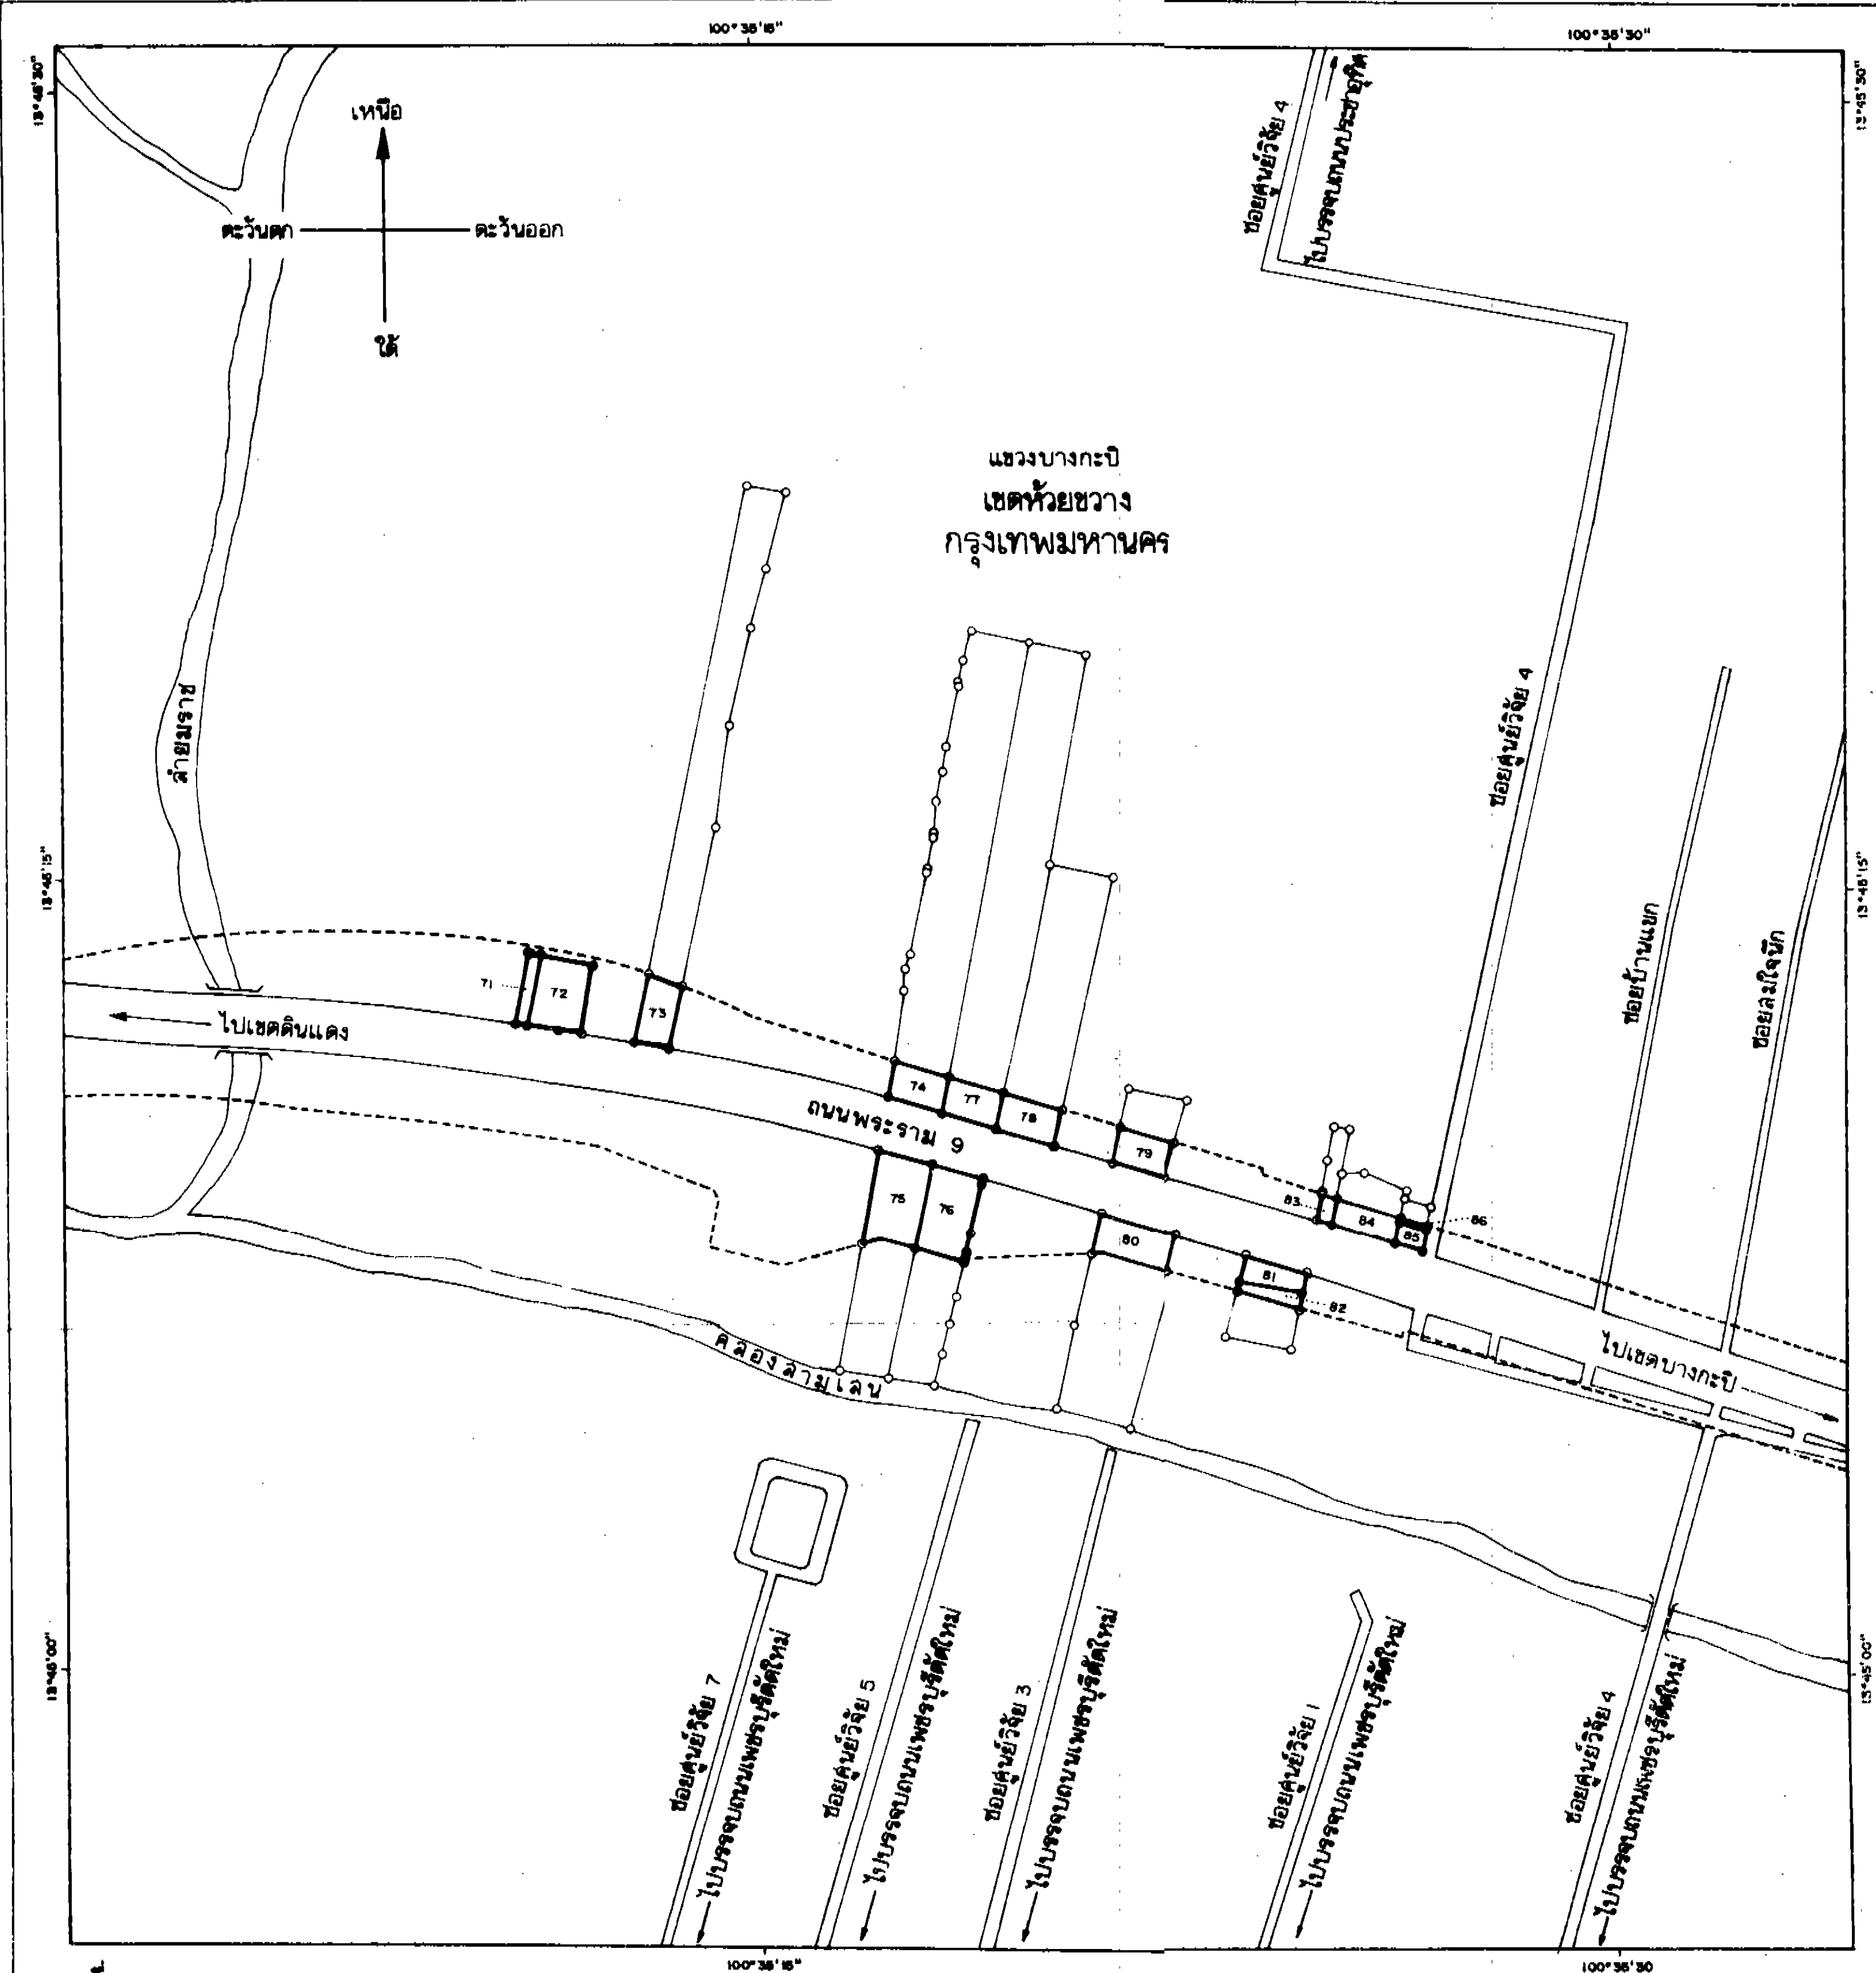 100°35'15"
100°35'30"
13°45'30"
13°45'30"
เหนือ
ตะวันตก
ตะวันออก
ใต้
ซอยศูนย์วิจัย 4
ไปบรรจบถนนประชาอุทิศ
แขวงบางกะปิ
เขตห้วยขวาง
กรุงเทพมหานคร
ลำยมราช
ซอยศูนย์วิจัย 4
13°45'15"
13°45'15"
ซอยบ้านแขก
ซอยสมใจนึก
71
72
73
ไปเขตดินแดง
74
77
78
ถนนพระราม 9
79
75
76
83
84
85
86
80
81
82
ไปเขตบางกะปิ
คลองสามเสน
13°45'00"
13°45'00"
ซอยศูนย์วิจัย 7
ไปบรรจบถนนเพชรบุรีตัดใหม่
ซอยศูนย์วิจัย 5
ไปบรรจบถนนเพชรบุรีตัดใหม่
ซอยศูนย์วิจัย 3
ไปบรรจบถนนเพชรบุรีตัดใหม่
ซอยศูนย์วิจัย 1
ไปบรรจบถนนเพชรบุรีตัดใหม่
ซอยศูนย์วิจัย 4
ไปบรรจบถนนเพชรบุรีตัดใหม่
100°35'15"
100°35'30